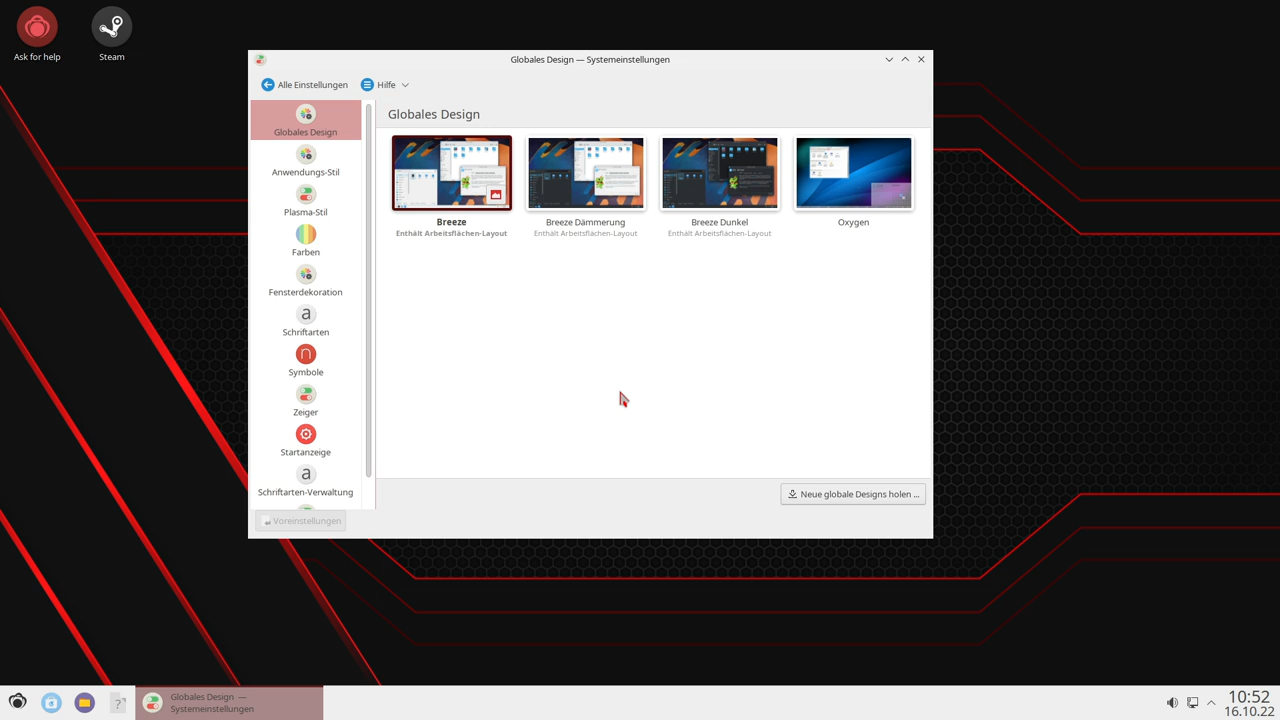 Ask for help
Steam
Globales Design — Systemeinstellungen
Alle Einstellungen
Hilfe
Globales Design
Anwendungs-Stil
Plasma-Stil
Farben
Fensterdekoration
Schriftarten
Symbole
Zeiger
Startanzeige
Schriftarten-Verwaltung
Voreinstellungen
Globales Design
Breeze
Enthält Arbeitsflächen-Layout
Breeze Dämmerung
Enthält Arbeitsflächen-Layout
Breeze Dunkel
Enthält Arbeitsflächen-Layout
Oxygen
Neue globale Designs holen ...
Globales Design —
Systemeinstellungen
10:52
16.10.22